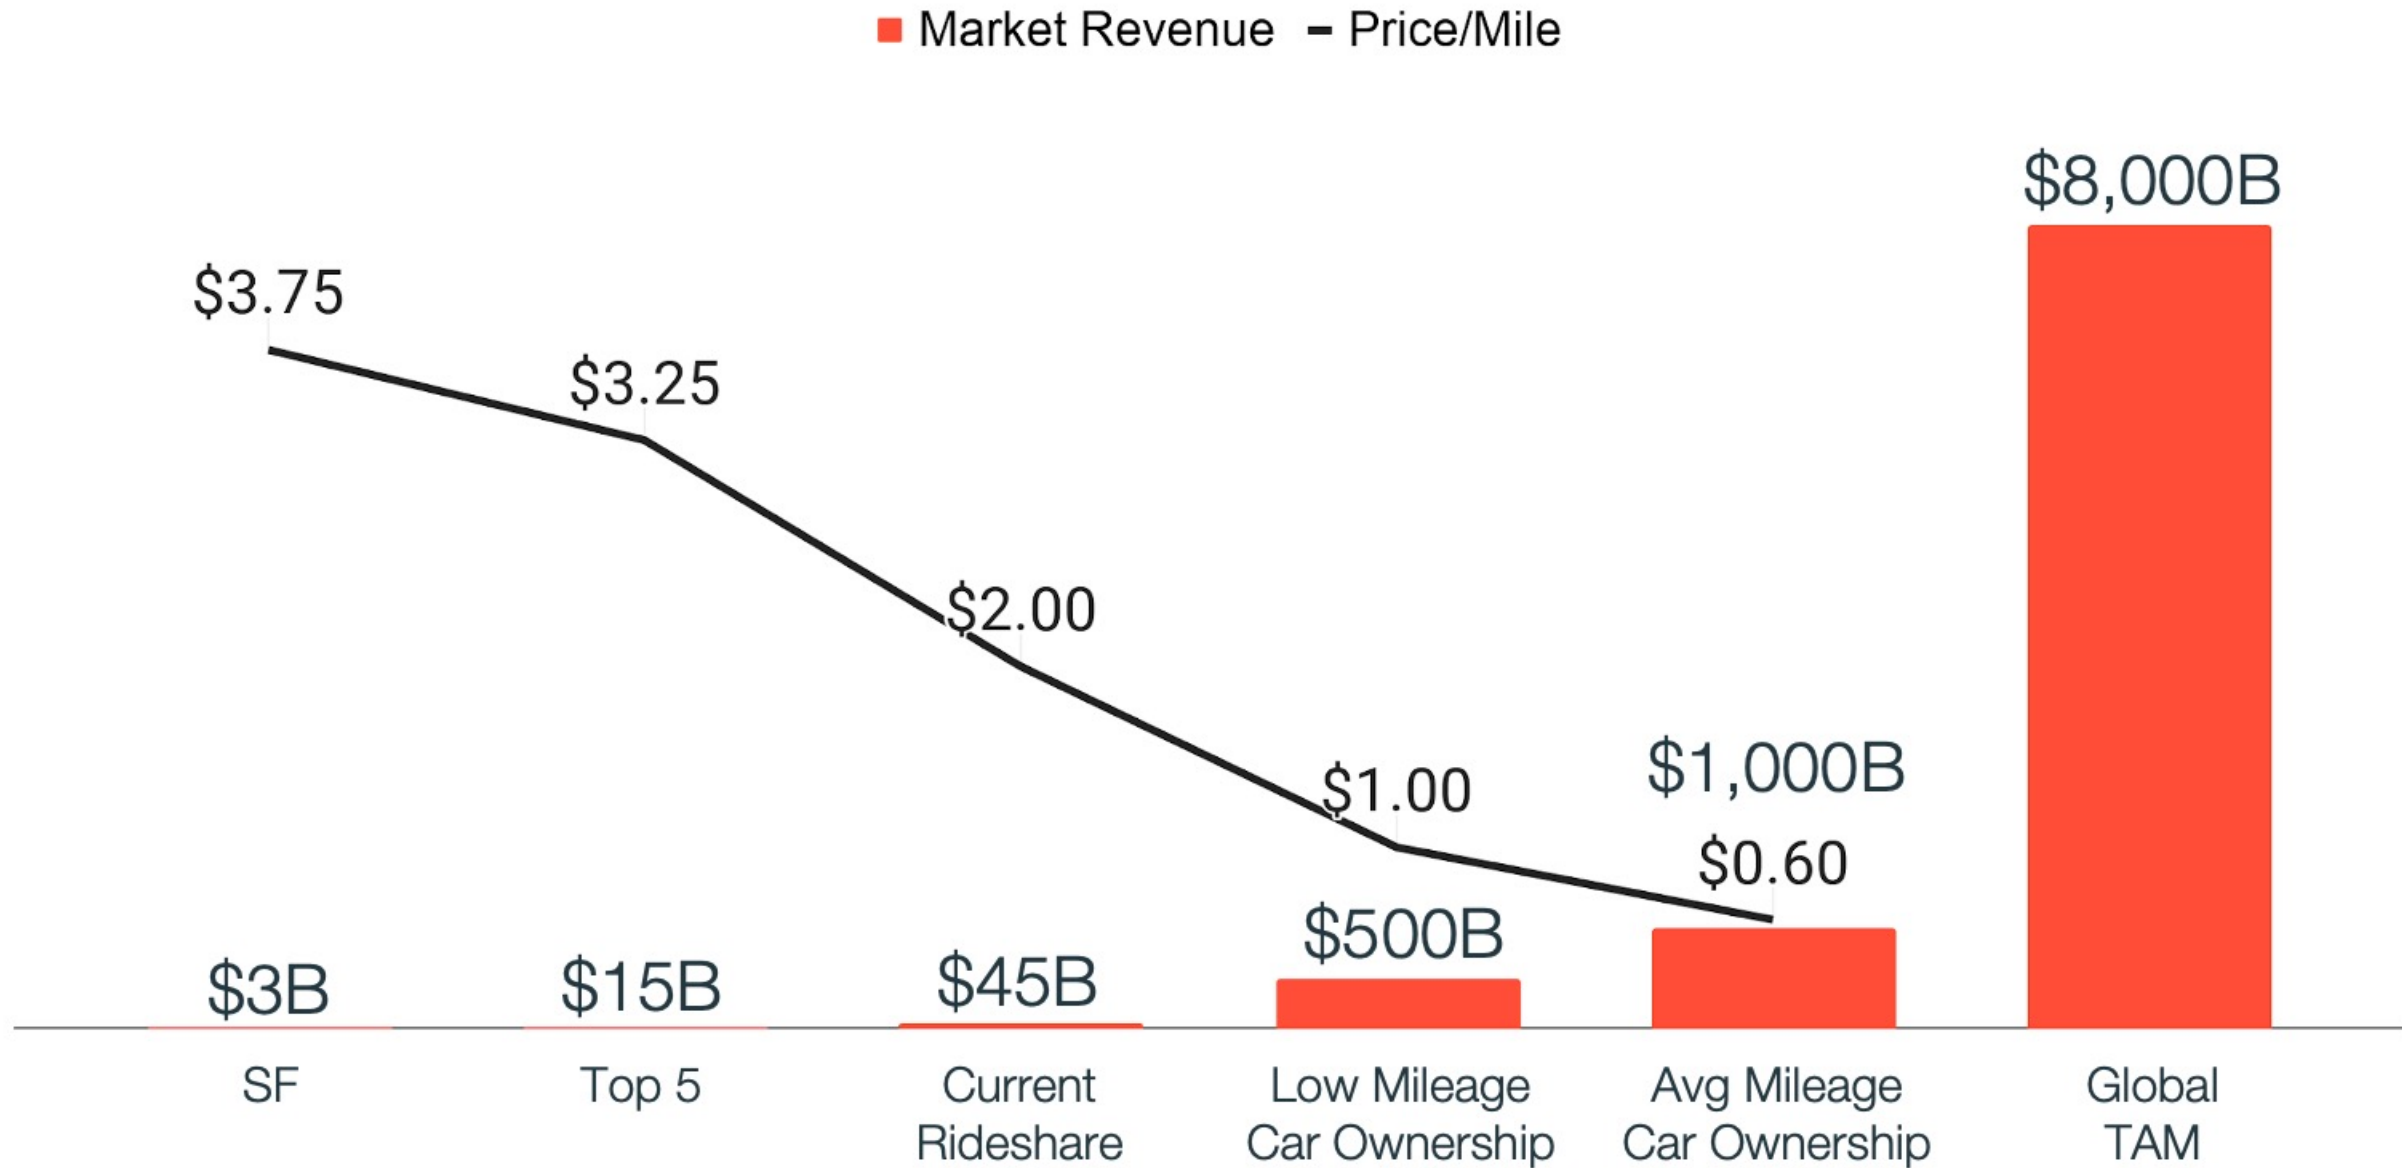 Market Revenue Price/Mile
$8,000B
$3.75
$3.25
$2.00
$1,000B
$1.00
$0.60
$500B
$45B
$15B
$3B
SF
Top 5
Current
Rideshare
Low Mileage
Car Ownership
Avg Mileage
Car Ownership
Global
TAM